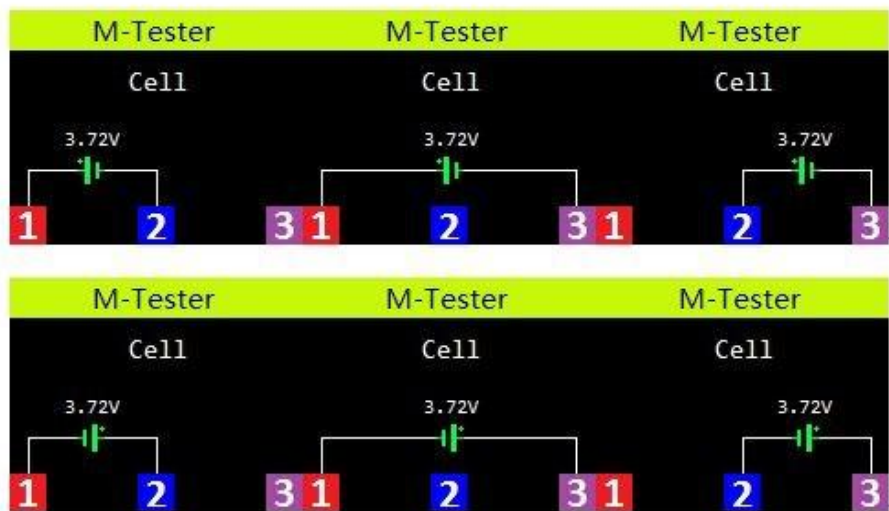 M-Tester M-Tester M-Tester
Cell Cell Cell
3.72V 3.72V 3.72V
1 2 3 1 2 3 1 2 3
M-Tester M-Tester M-Tester
Cell Cell Cell
3.72V 3.72V 3.72V
1 2 3 1 2 3 1 2 3